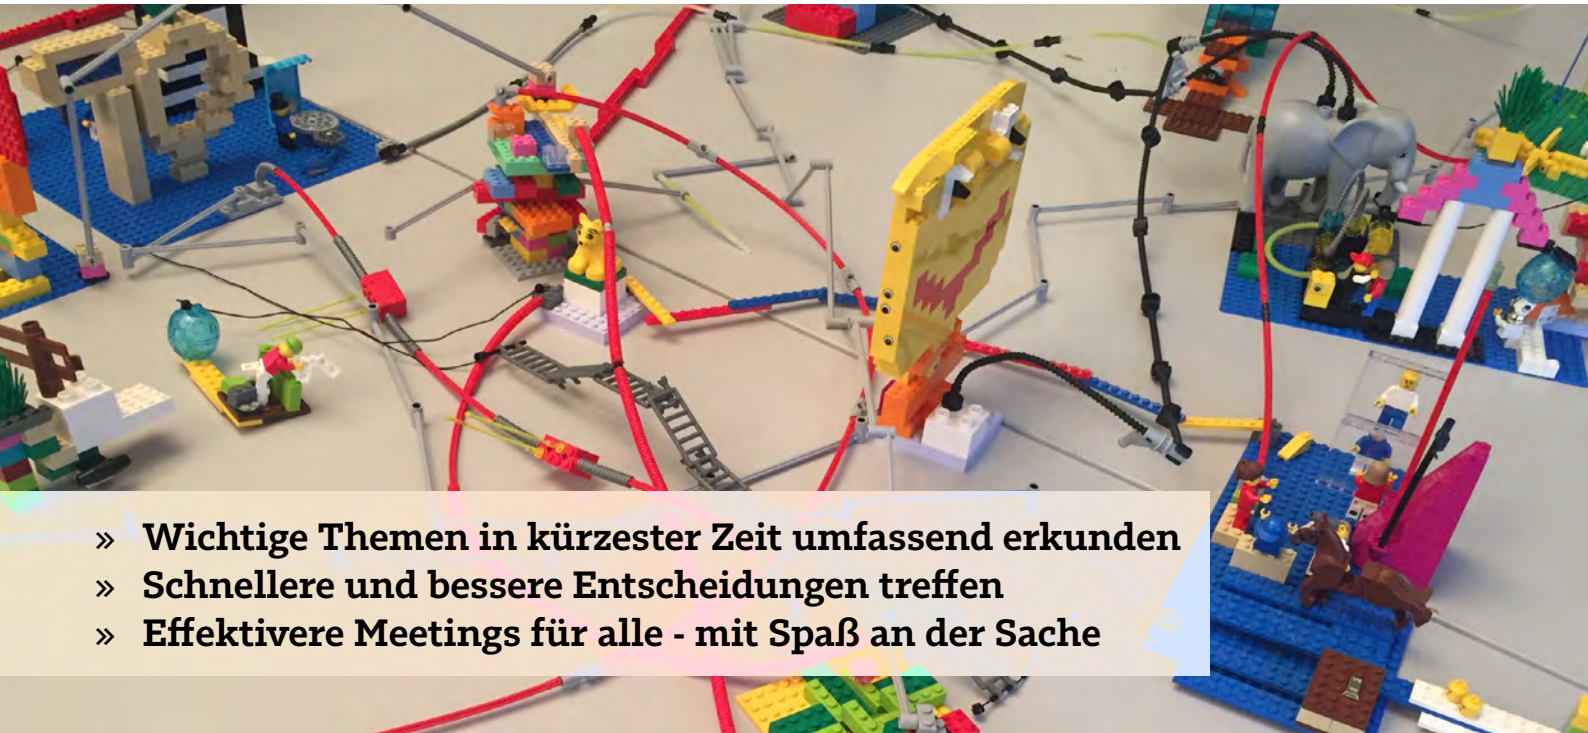 » Wichtige Themen in kürzester Zeit umfassend erkunden
» Schnellere und bessere Entscheidungen treffen
» Effektivere Meetings für alle - mit Spaß an der Sache